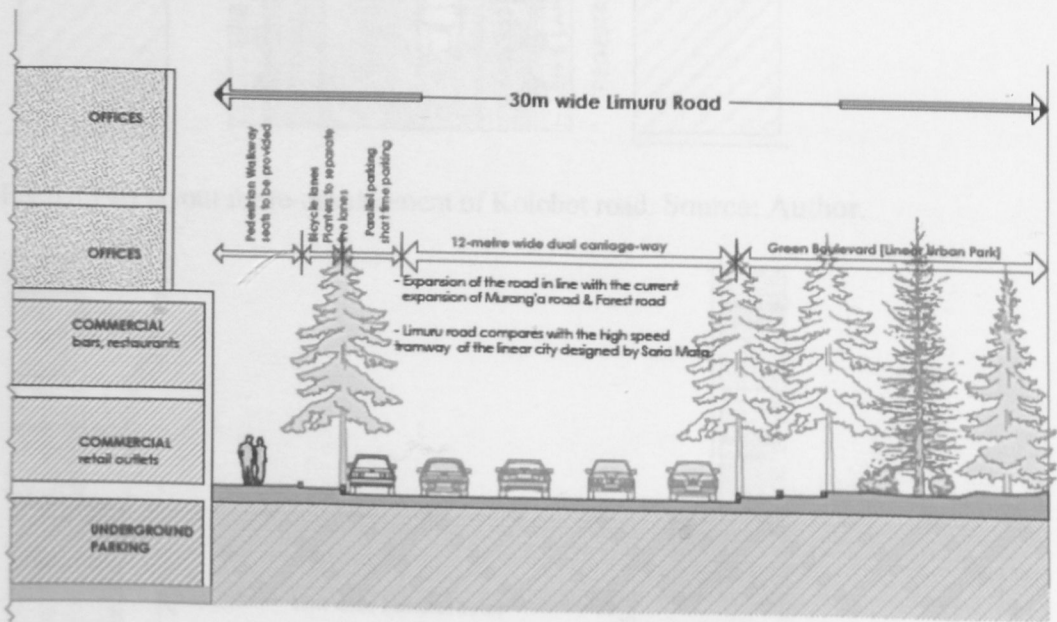 30m wide Limuru Road
OFFICES
OFFICES
COMMERCIAL
bars, restaurants
COMMERCIAL
retail outlets
UNDERGROUND
PARKING
Pedestrian Walkway
seats to be provided
Bicycle lanes
Planters to separate
the lanes
Parallel parking
short time parking
12-metre wide dual carriage-way
Green Boulevard [Linear Urban Park]
- Expansion of the road in line with the current
expansion of Murang'a road & Forest road
- Limuru road compares with the high speed
tramway of the linear city designed by Soria Mata.
of Kolobot road. Source: Author.